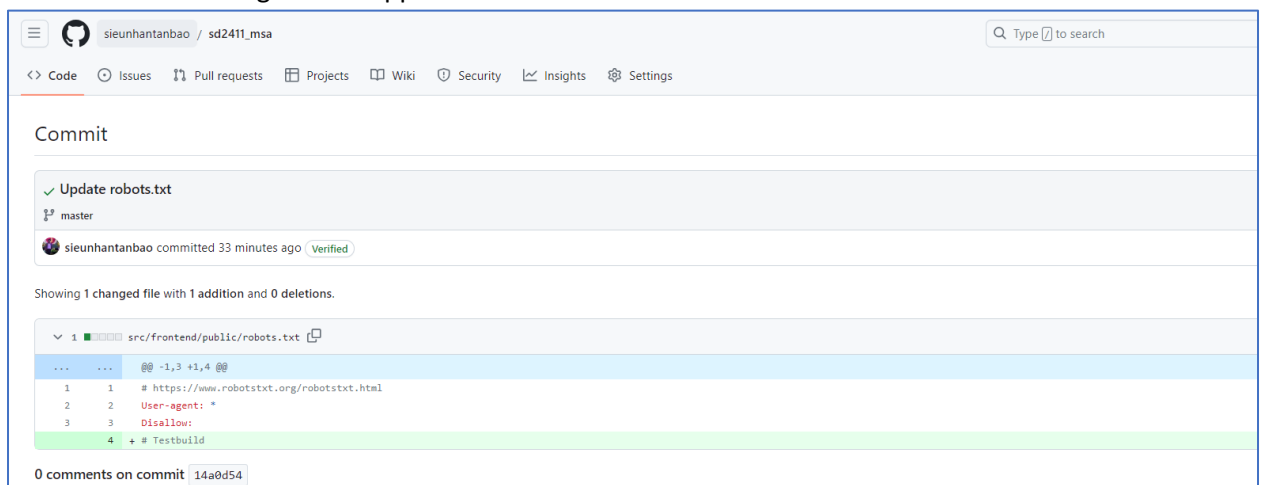 sieunhantanbao / sd2411_msa
Type / to search
<> Code Issues Pull requests Projects Wiki Security Insights Settings
Commit
Update robots.txt
master
sieunhantanbao committed 33 minutes ago Verified
Showing 1 changed file with 1 addition and 0 deletions.
1 src/frontend/public/robots.txt
... ... @@ -1,3 +1,4 @@
1 1 # https://www.robotstxt.org/robotstxt.html
2 2 User-agent: *
3 3 Disallow:
4 + # Testbuild
0 comments on commit 14a0d54